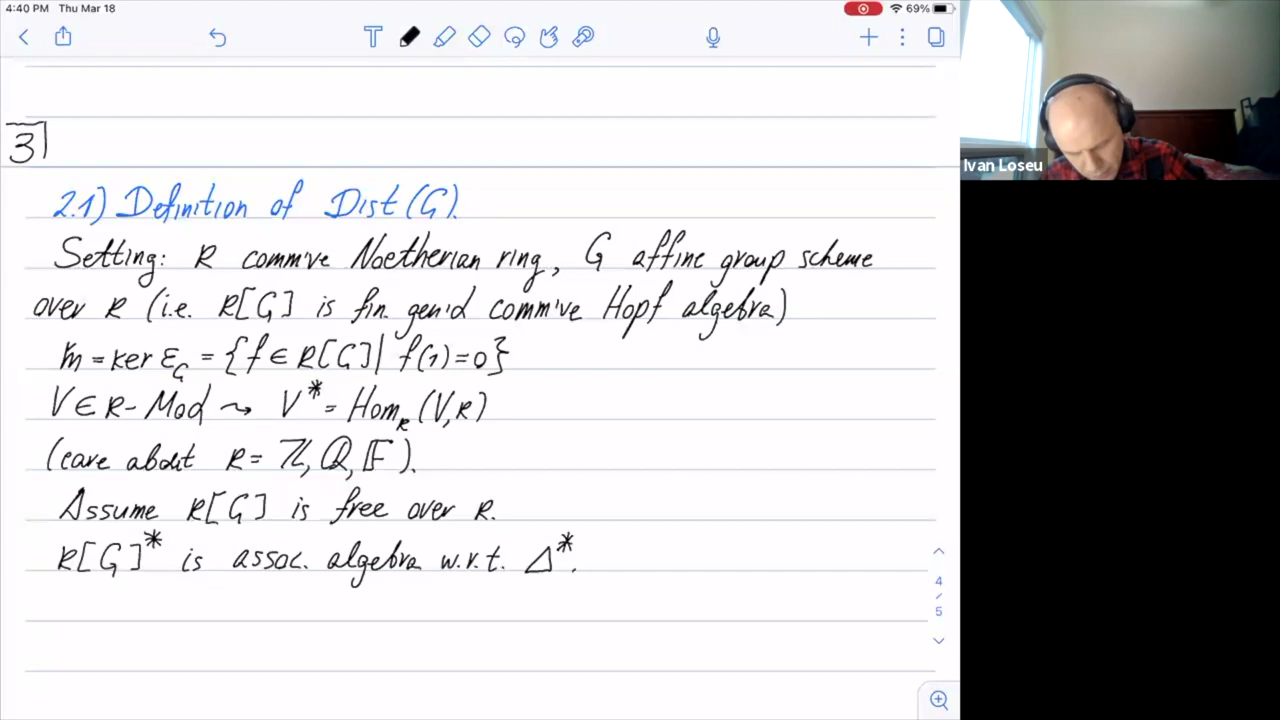 4:40 PM Thu Mar 18
69%
3
2.1) Definition of Dist(G).
Setting: R comm've Noetherian ring, G affine group scheme
over R (i.e. R[G] is fin. gen'd comm've Hopf algebra)
m = ker ε_G = {f ∈ R[G] | f(1)=0}
V ∈ R-Mod ⇝ V* = Hom_R (V,R)
(care about R = ℤ, ℚ, 𝔽).
Assume R[G] is free over R.
R[G]* is assoc. algebra w.r.t. Δ*.
4
/
5
Ivan Loseu